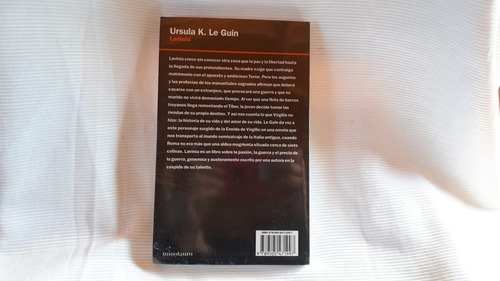 Ursula K. Le Guin
Lavinia
Lavinia crece sin conocer otra cosa que la paz y la libertad hasta
la llegada de sus pretendientes. Su madre exige que contraiga
matrimonio con el apuesto y ambicioso Turno. Pero los augurios
y las profecías de los manantiales sagrados afirman que deberá
casarse con un extranjero, que provocará una guerra y que su
marido no vivirá demasiado tiempo. Al ver que una flota de barcos
troyanos llega remontando el Tíber, la joven decide tomar las
riendas de su propio destino. Y así nos cuenta lo que Virgilio no
hizo: la historia de su vida y del amor de su vida. Le Guin da voz a
este personaje surgido de la Eneida de Virgilio en una novela que
nos transporta al mundo semisalvaje de la Italia antigua, cuando
Roma no era más que una aldea mugrienta situada cerca de siete
colinas. Lavinia es un libro sobre la pasión, la guerra y el precio de
la guerra, generosa y austeramente escrito por una autora en la
cúspide de su talento.
minotauro